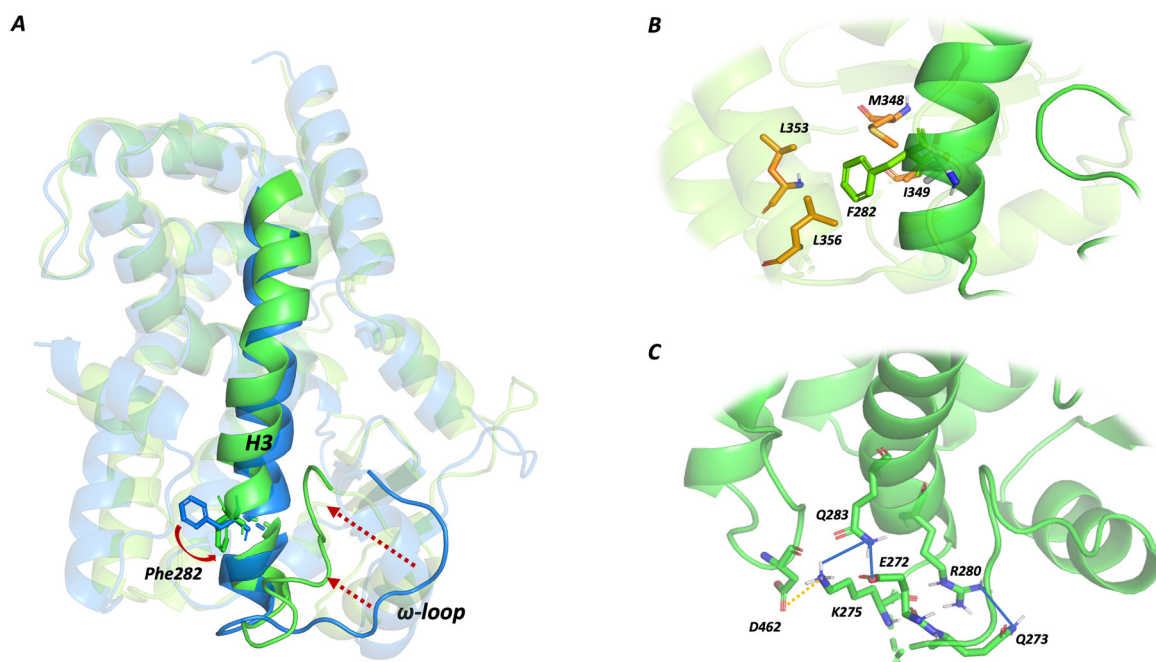 A
H3
Phe282
ω-loop
B
M348
L353
I349
F282
L356
C
Q283
E272
R280
K275
D462
Q273